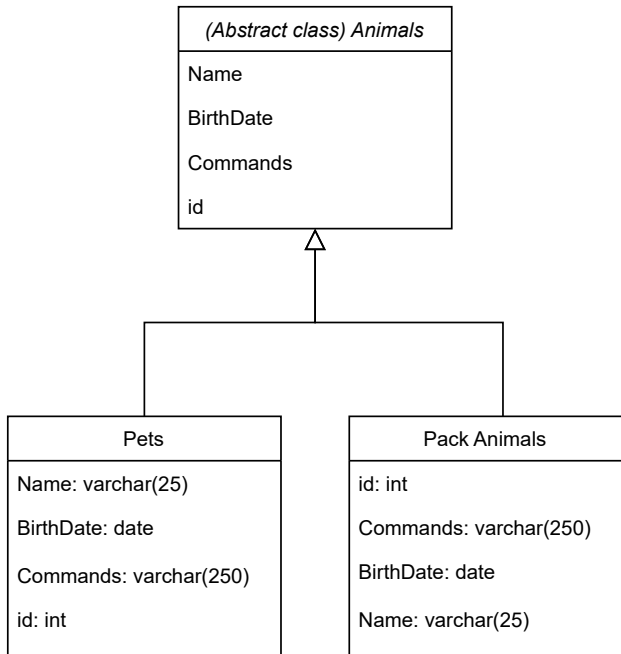 (Abstract class) Animals
Name
BirthDate
Commands
id
Pets
Name: varchar(25)
BirthDate: date
Commands: varchar(250)
id: int
Pack Animals
id: int
Commands: varchar(250)
BirthDate: date
Name: varchar(25)